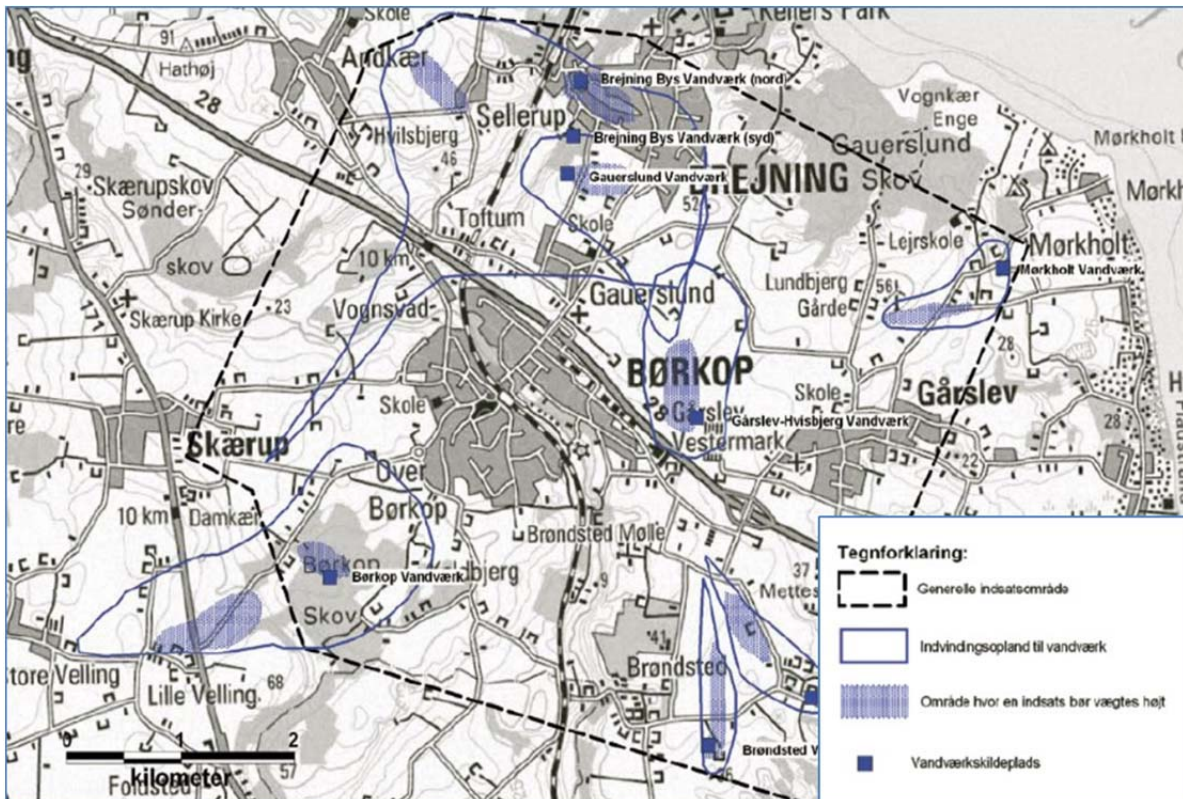 Skole
Kellers Park
91
Hathøj
Andkær
28
Sellerup
Brejning Bys Vandværk (nord)
Vognkær
Enge
Hvilsbjerg
Brejning Bys Vandværk (syd)
Mørkholt
Gauerslund
Skov
46
Gauerslund Vandværk
BREJNING
29
Skærupskov
Sønder-
skov
Toftum
Skole
52
Lejrskole
Mørkholt
10 km
Mørkholt Vandværk
Gauerslund
Lundbjerg
Gårde
56
171
Skærup Kirke
23
Vognsvad
28
BØRKOP
Skole
Skole
Gårslev
28
Gårslev
Vestermark
Gårslev-Hvisbjerg Vandværk
28
Skærup
Over
Børkop
22
10 km
Damkær
Brøndsted Mølle
Børkop
Skov
Børkop Vandværk
9
37
Store Velling
Lille Velling
68
41
Brøndsted
Brøndsted V
0 1 2
kilometer
57
Foldsted
Tegnforklaring:
Generelle indsatsområde
Indvindingsopland til vandværk
Område hvor en indsats bør vægtes højt
Vandværkskildeplads